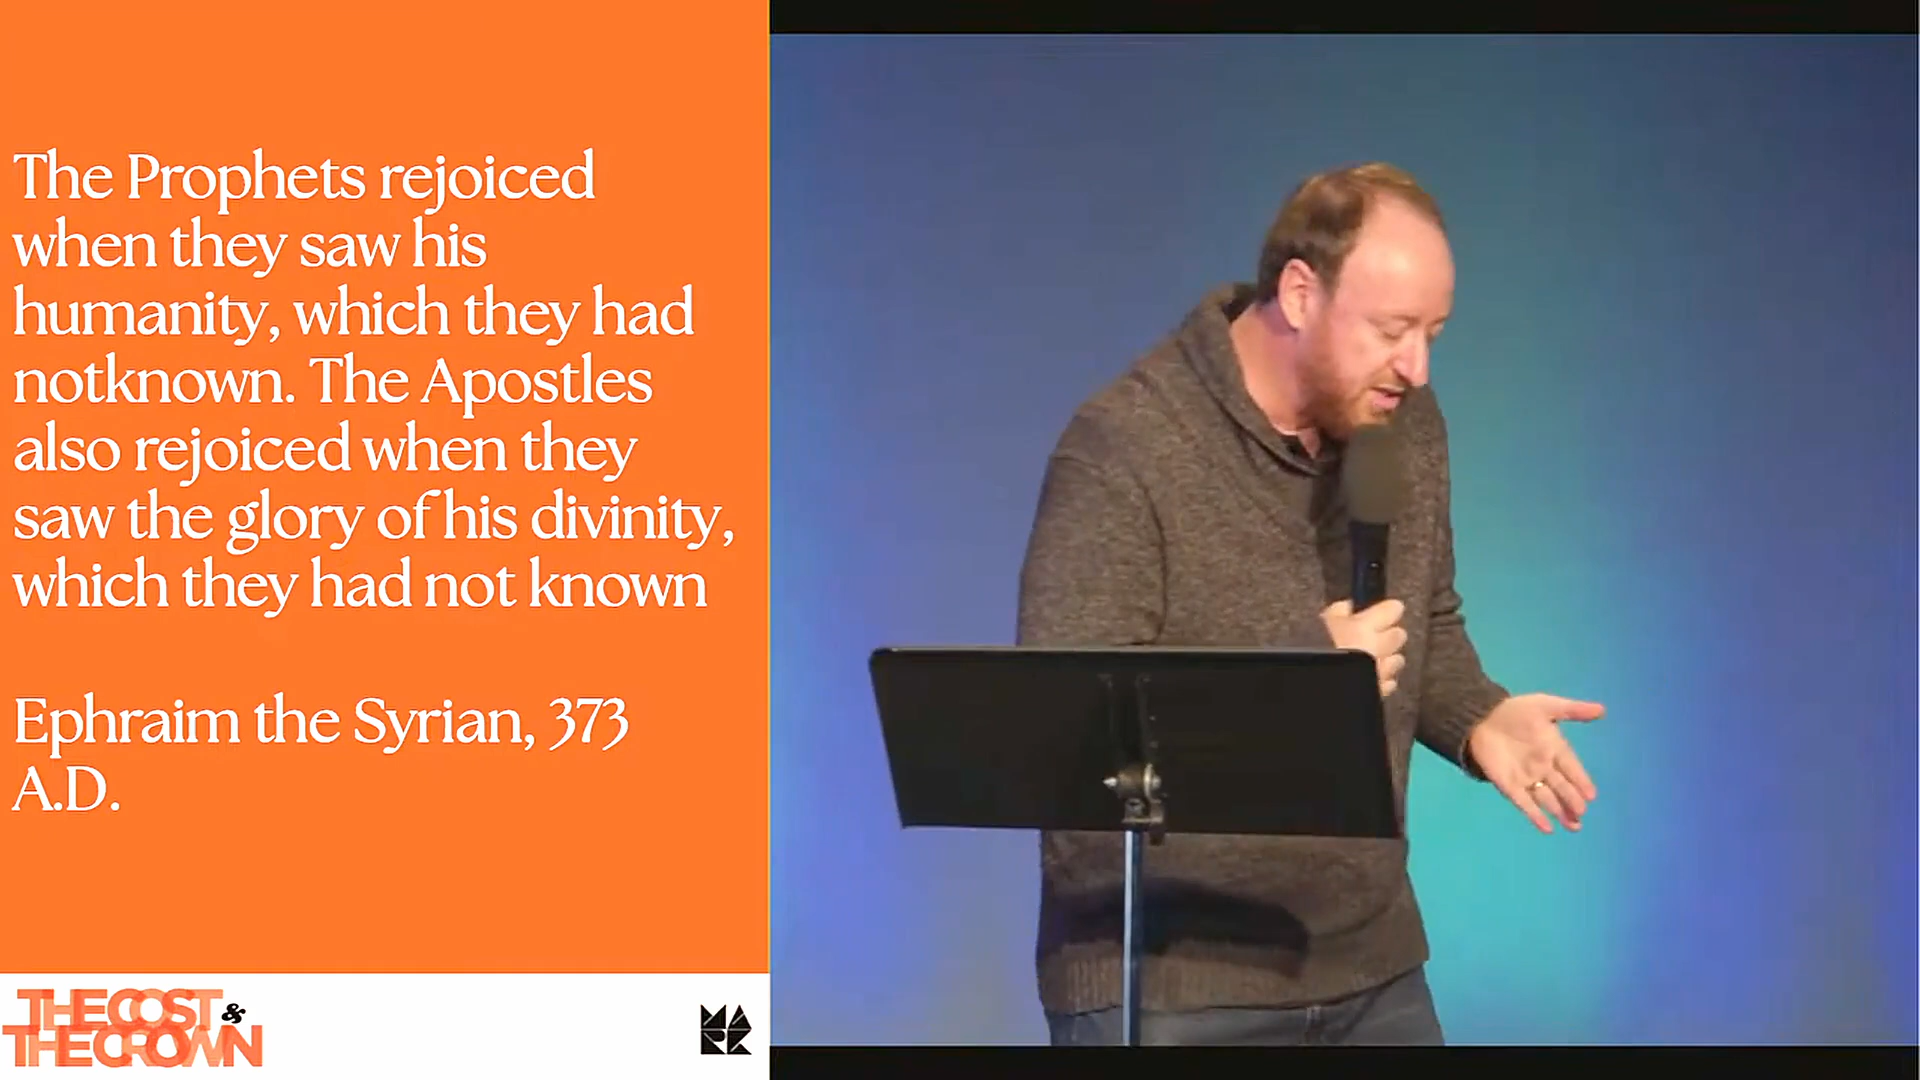 The Prophets rejoiced
when they saw his
humanity, which they had
notknown. The Apostles
also rejoiced when they
saw the glory of his divinity,
which they had not known
Ephraim the Syrian, 373
A.D.
THE COST &
THE CROWN
MARK